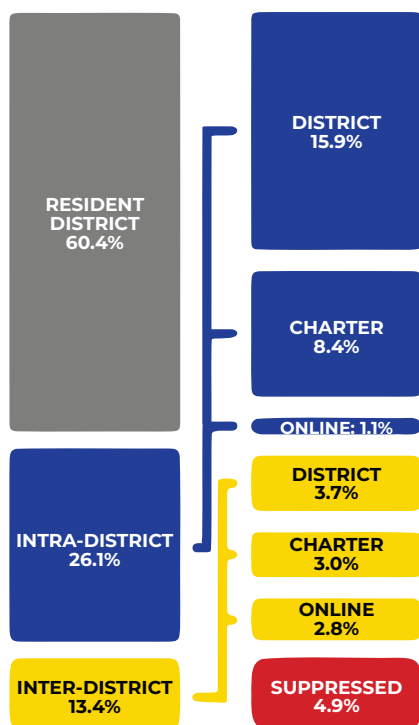 RESIDENT
DISTRICT
60.4%
INTRA-DISTRICT
26.1%
INTER-DISTRICT
13.4%
DISTRICT
15.9%
CHARTER
8.4%
ONLINE: 1.1%
DISTRICT
3.7%
CHARTER
3.0%
ONLINE
2.8%
SUPPRESSED
4.9%